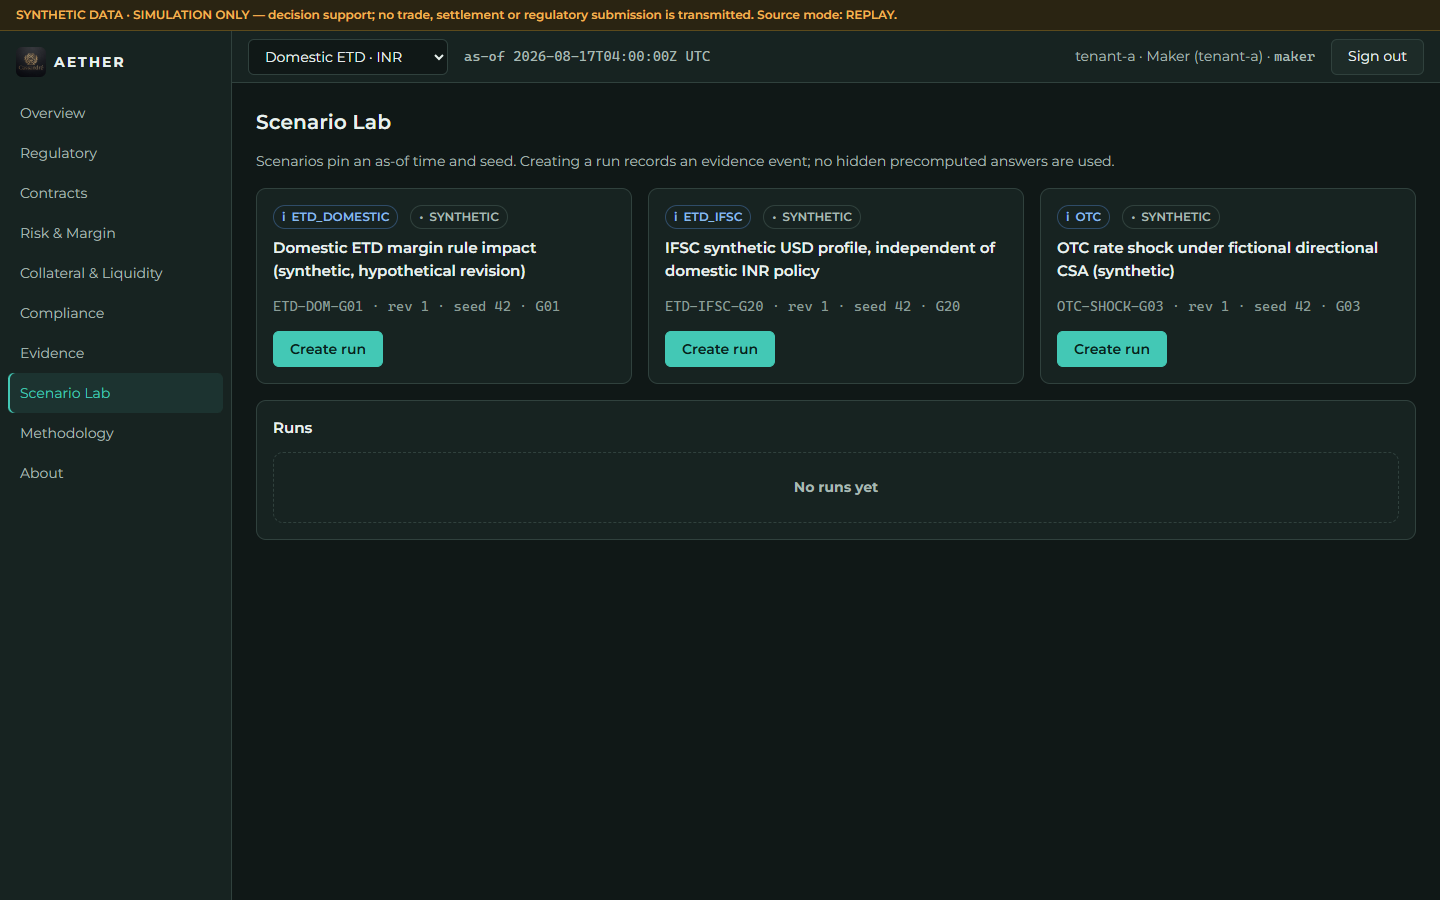 SYNTHETIC DATA · SIMULATION ONLY — decision support; no trade, settlement or regulatory submission is transmitted. Source mode: REPLAY.
AETHER
Domestic ETD · INR
as-of 2026-08-17T04:00:00Z UTC
tenant-a · Maker (tenant-a) · maker
Sign out
Overview
Regulatory
Contracts
Risk & Margin
Collateral & Liquidity
Compliance
Evidence
Scenario Lab
Methodology
About
Scenario Lab
Scenarios pin an as-of time and seed. Creating a run records an evidence event; no hidden precomputed answers are used.
i ETD_DOMESTIC
· SYNTHETIC
Domestic ETD margin rule impact
(synthetic, hypothetical revision)
ETD-DOM-G01 · rev 1 · seed 42 · G01
Create run
i ETD_IFSC
· SYNTHETIC
IFSC synthetic USD profile, independent of
domestic INR policy
ETD-IFSC-G20 · rev 1 · seed 42 · G20
Create run
i OTC
· SYNTHETIC
OTC rate shock under fictional directional
CSA (synthetic)
OTC-SHOCK-G03 · rev 1 · seed 42 · G03
Create run
Runs
No runs yet